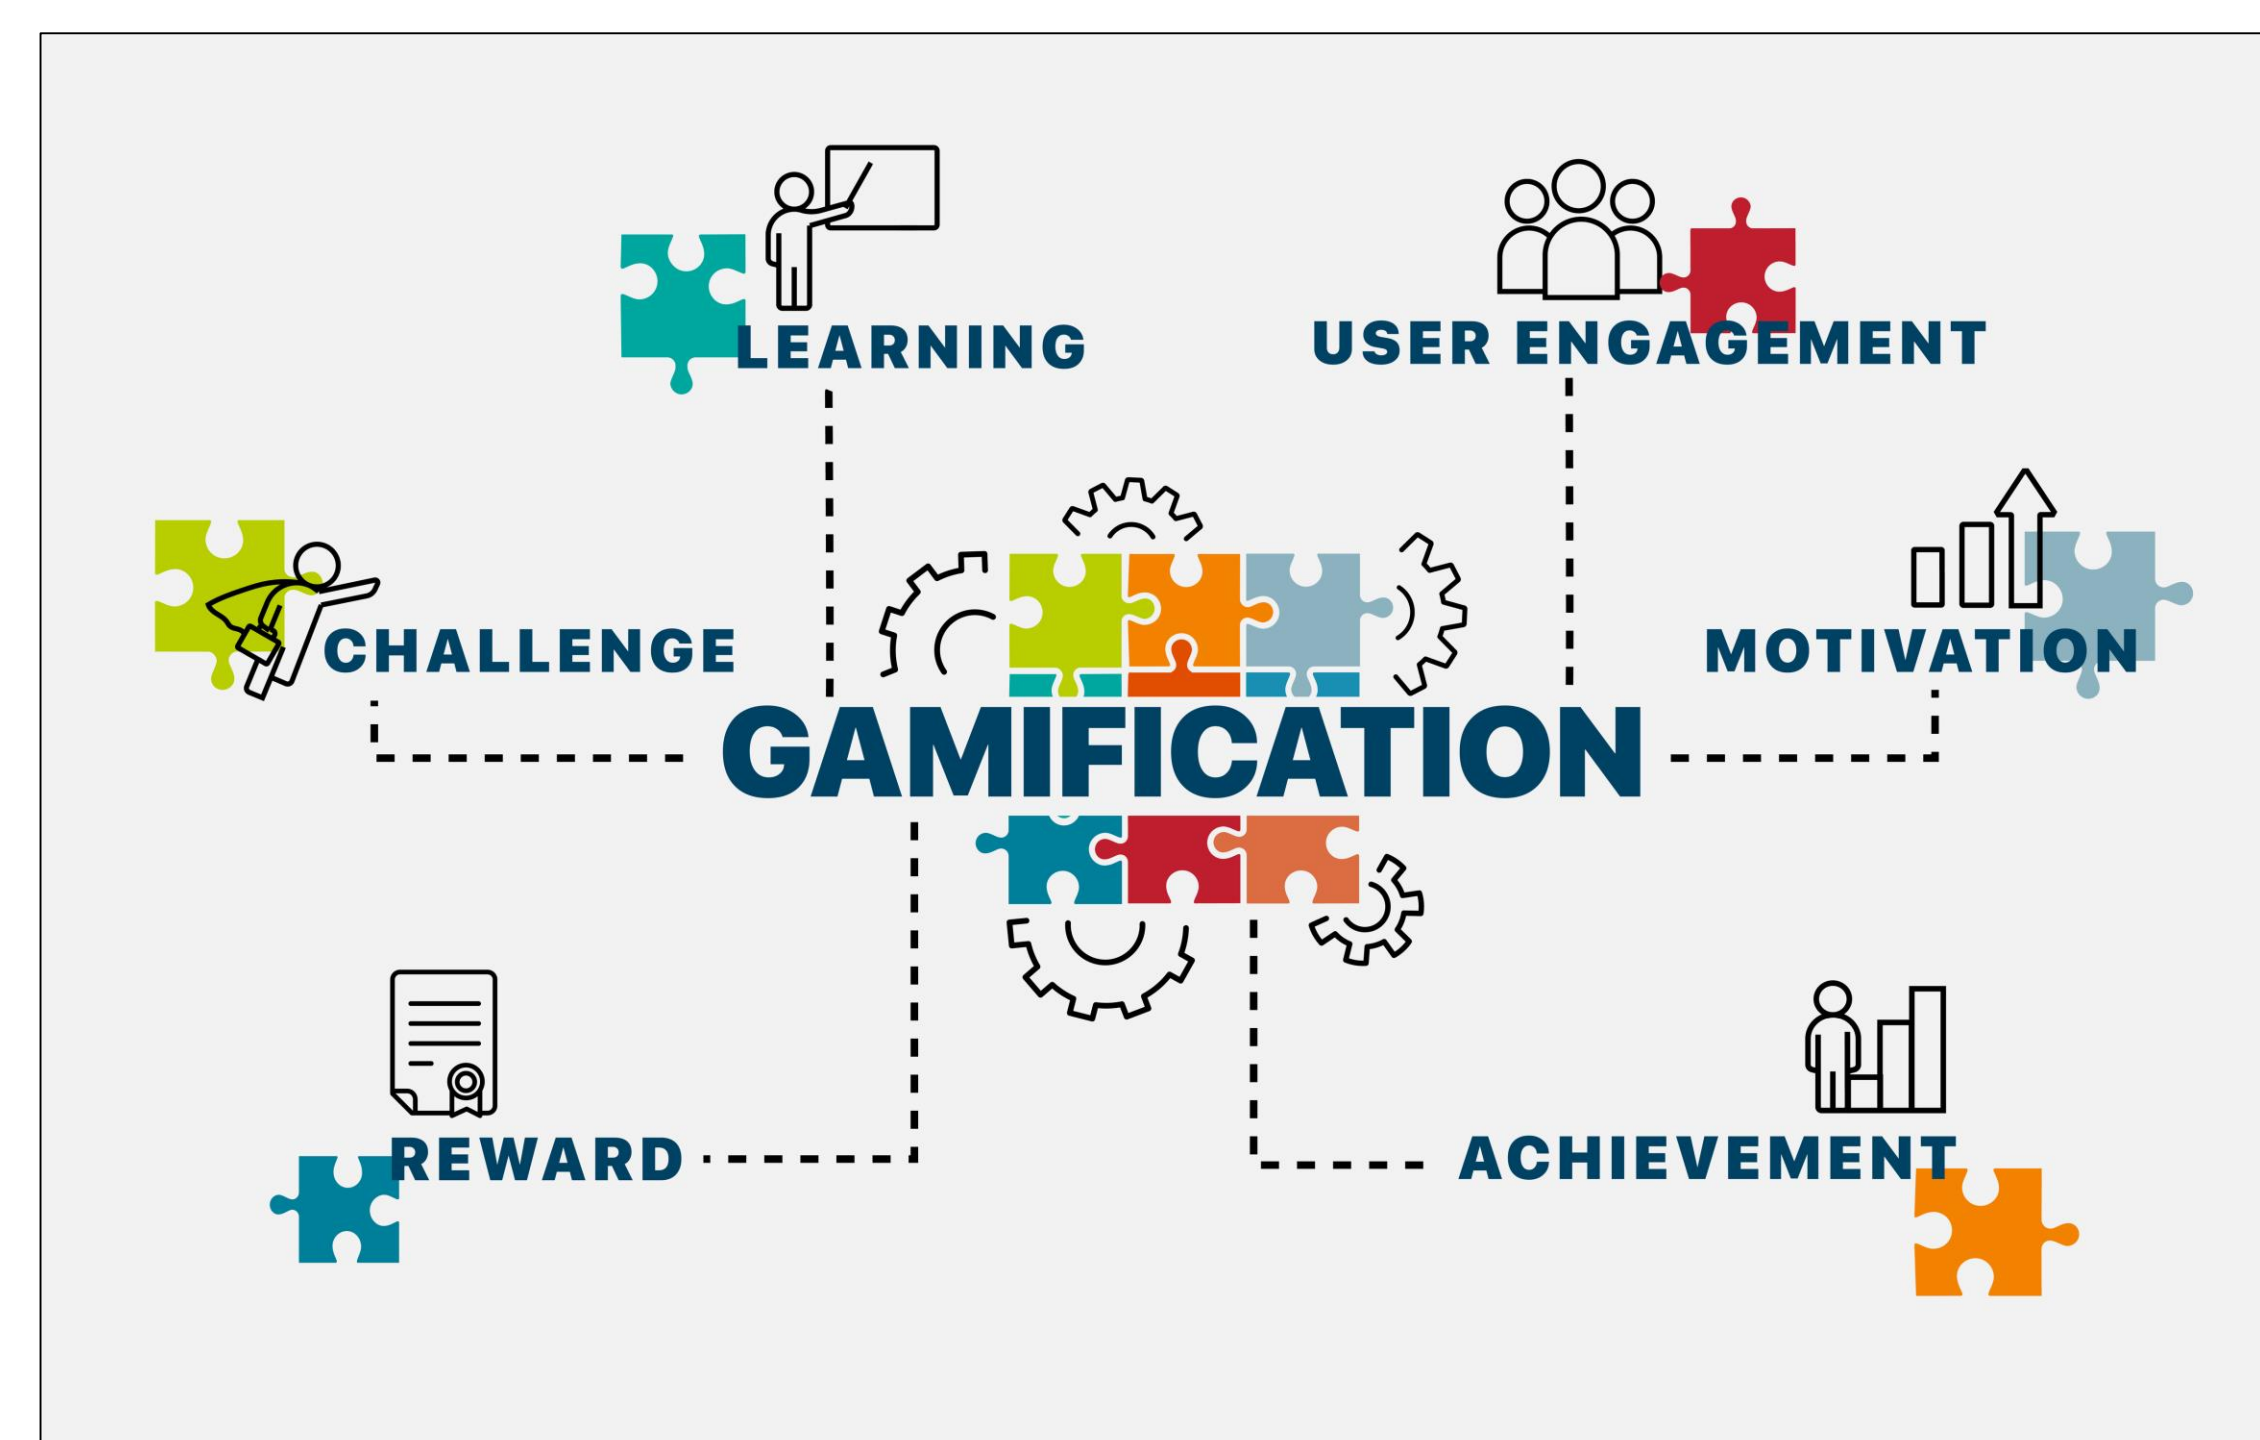 LEARNING
USER ENGAGEMENT
CHALLENGE
MOTIVATION
GAMIFICATION
REWARD
ACHIEVEMENT